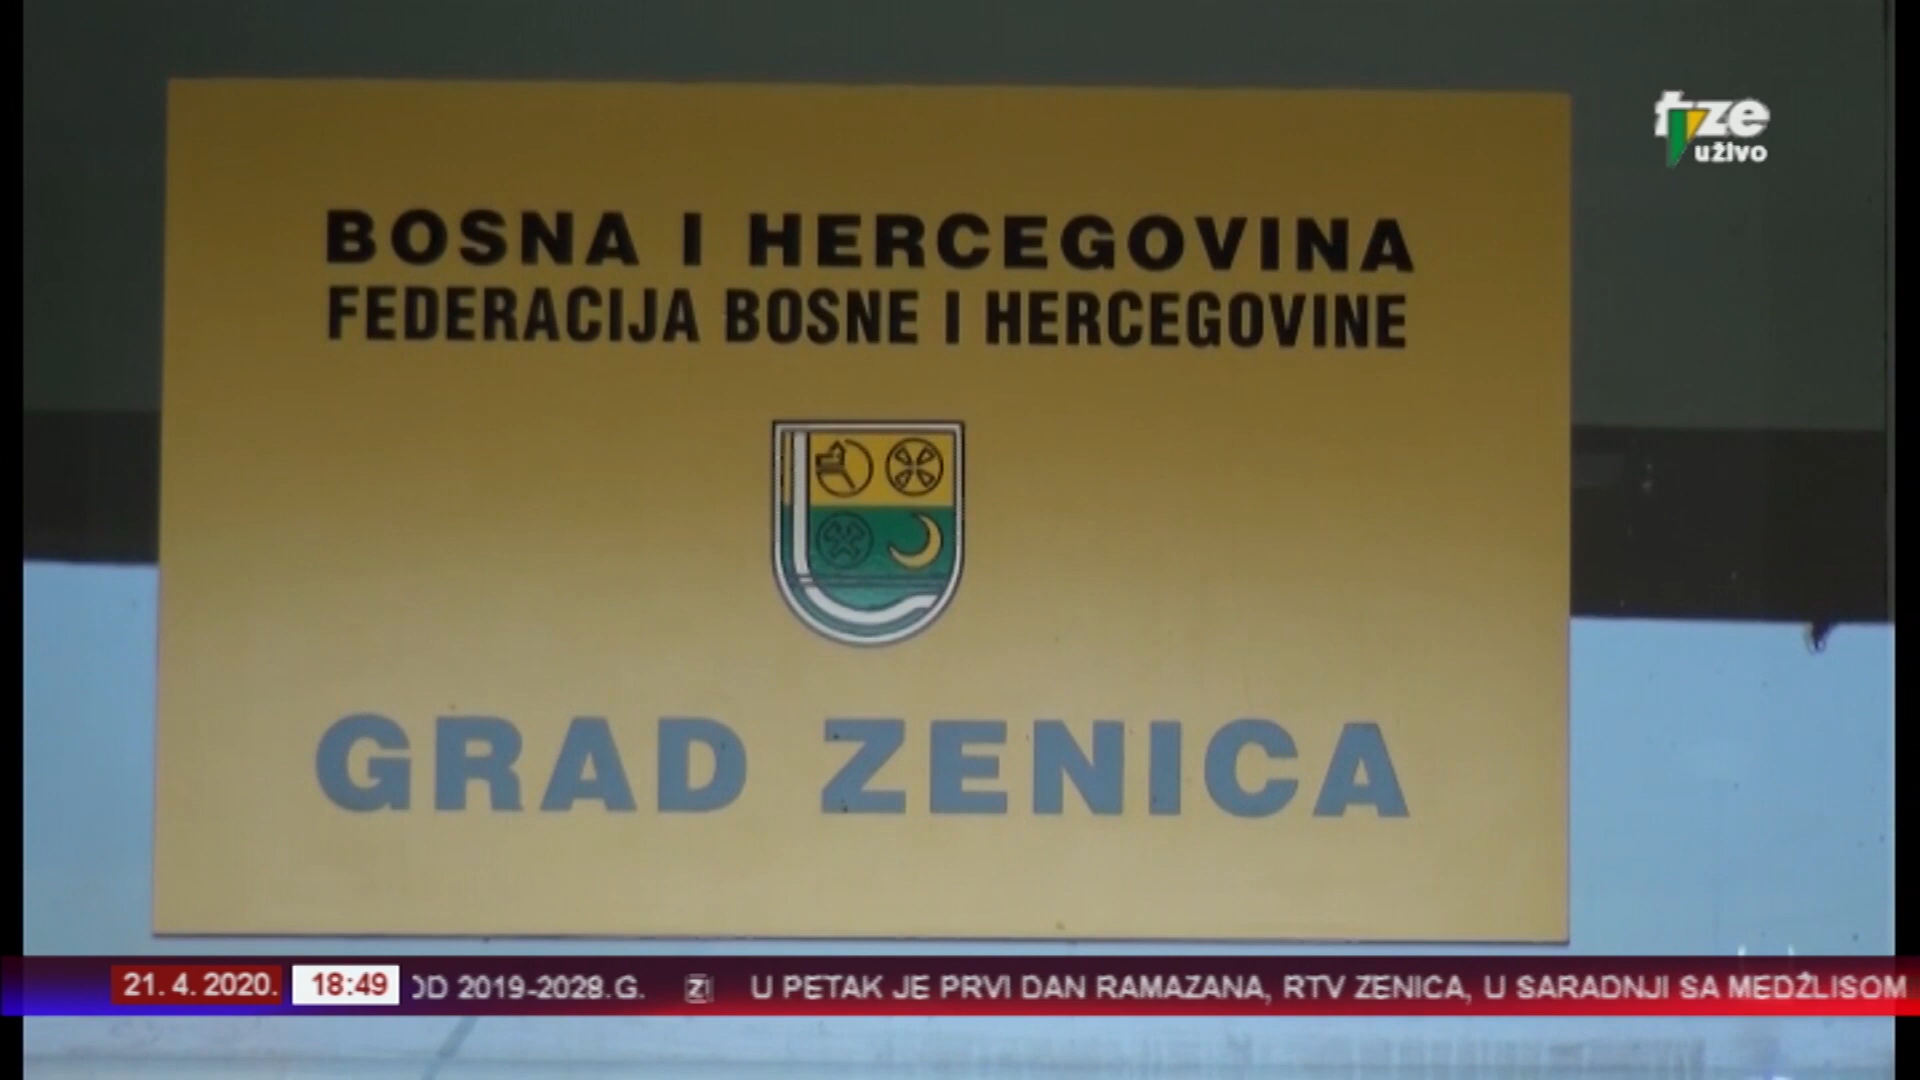 tvze
uživo
BOSNA I HERCEGOVINA
FEDERACIJA BOSNE I HERCEGOVINE
GRAD ZENICA
21. 4. 2020. 18:49 OD 2019-2028.G. U PETAK JE PRVI DAN RAMAZANA, RTV ZENICA, U SARADNJI SA MEDŽLISOM